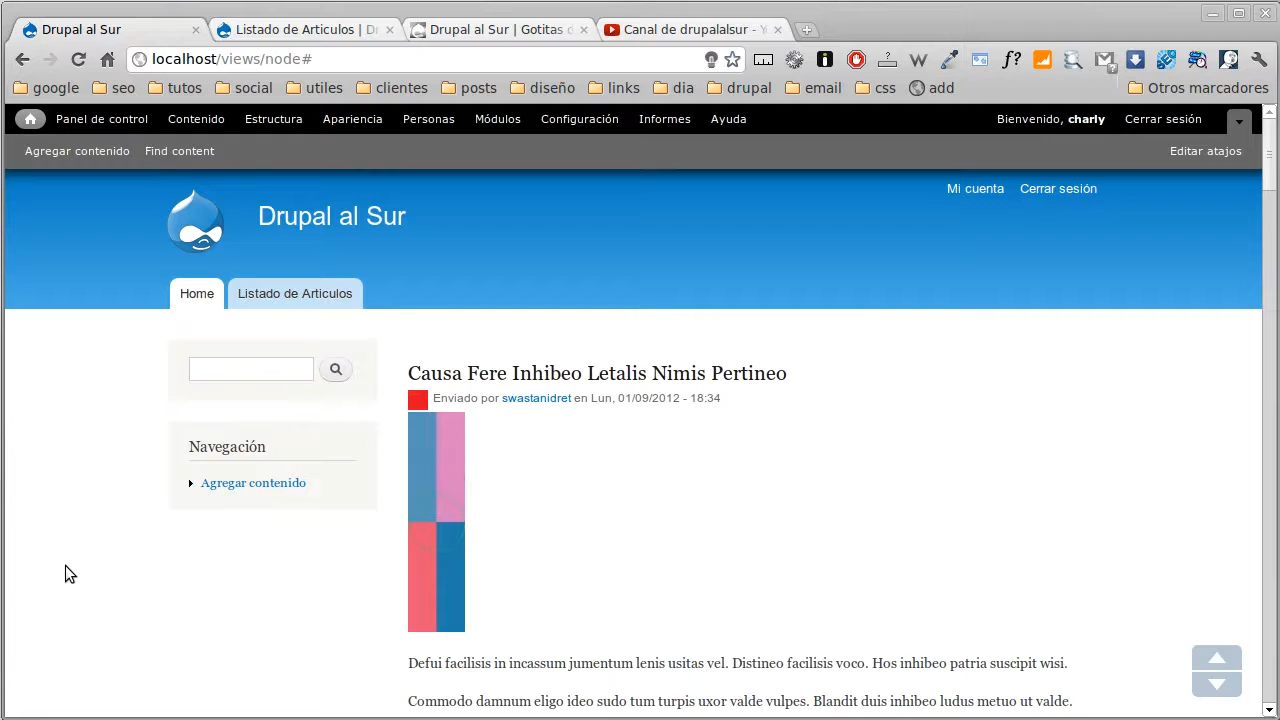 Drupal al Sur
Listado de Articulos | D
Drupal al Sur | Gotitas d
Canal de drupalalsur - Y
localhost/views/node#
f?
google
seo
tutos
social
utiles
clientes
posts
diseño
links
dia
drupal
email
css
add
Otros marcadores
Panel de control
Contenido
Estructura
Apariencia
Personas
Módulos
Configuración
Informes
Ayuda
Bienvenido, charly
Cerrar sesión
Agregar contenido
Find content
Editar atajos
Mi cuenta
Cerrar sesión
Drupal al Sur
Home
Listado de Articulos
Navegación
Agregar contenido
Causa Fere Inhibeo Letalis Nimis Pertineo
Enviado por swastanidret en Lun, 01/09/2012 - 18:34
Defui facilisis in incassum jumentum lenis usitas vel. Distineo facilisis voco. Hos inhibeo patria suscipit wisi.
Commodo damnum eligo ideo sudo tum turpis uxor valde vulpes. Blandit duis inhibeo ludus metuo ut valde.